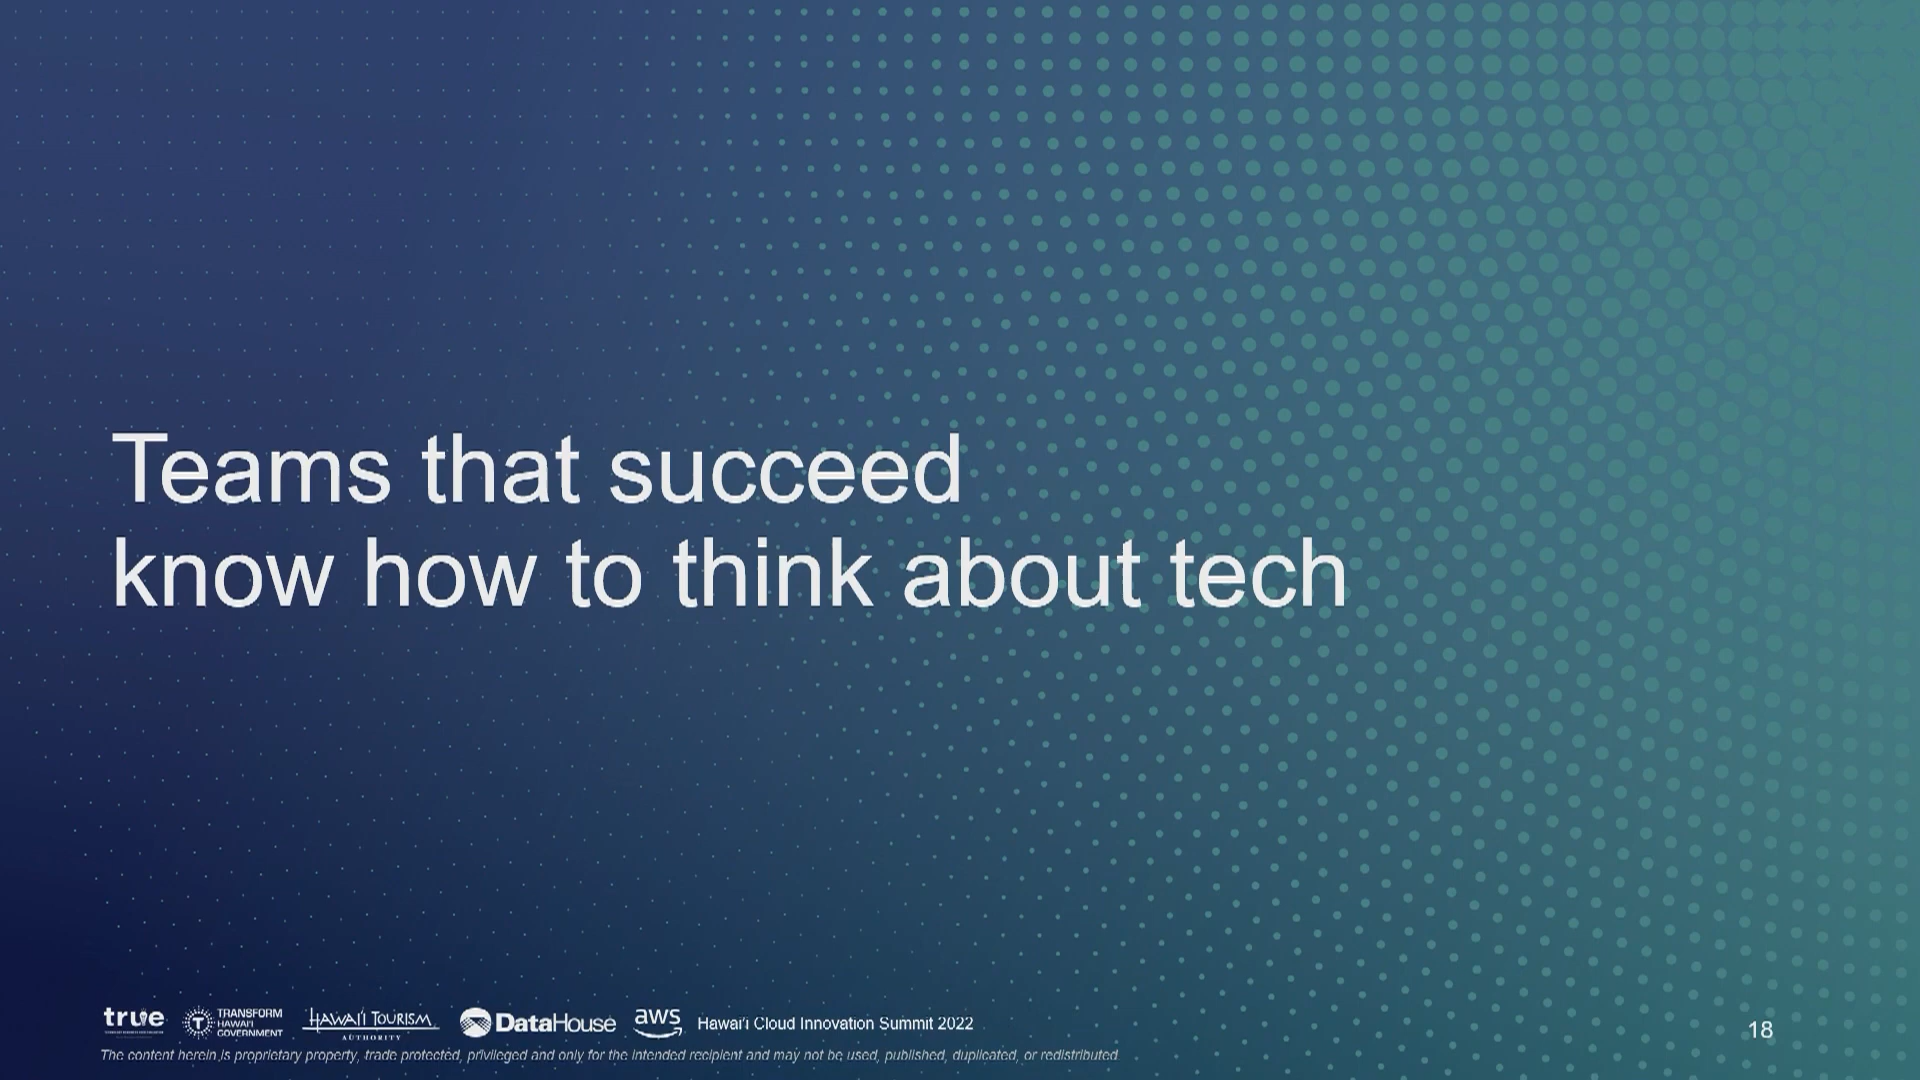 Teams that succeed
know how to think about tech
true
TRANSFORM
HAWAI'I
GOVERNMENT
HAWAI'I TOURISM
AUTHORITY
DataHouse
aws
Hawai'i Cloud Innovation Summit 2022
18
The content herein is proprietary property, trade protected, privileged and only for the intended recipient and may not be used, published, duplicated, or redistributed